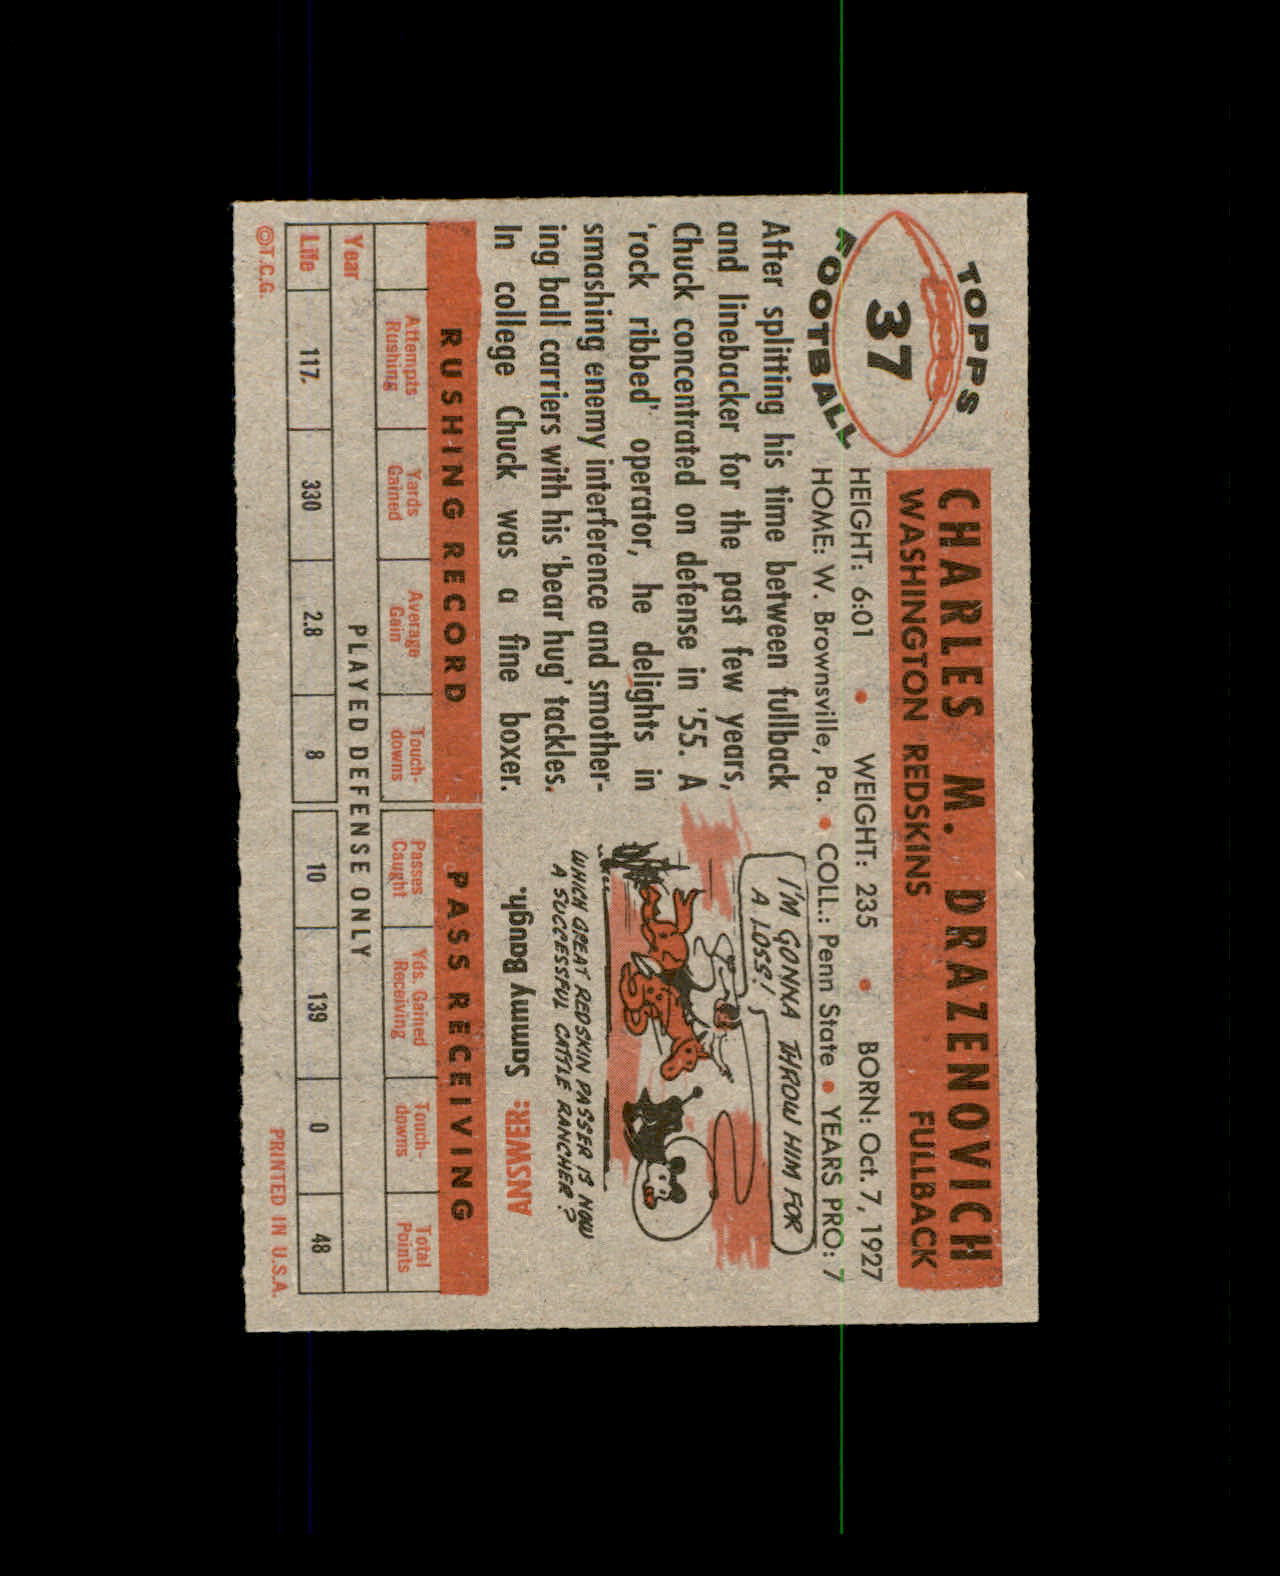 TOPPS
37
FOOTBALL
CHARLES M. DRAZENOVICH
WASHINGTON REDSKINS FULLBACK
HEIGHT: 6:01 • WEIGHT: 235 • BORN: Oct. 7, 1927
HOME: W. Brownsville, Pa. • COLL.: Penn State • YEARS PRO: 7
After splitting his time between fullback
and linebacker for the past few years,
Chuck concentrated on defense in '55. A
'rock ribbed' operator, he delights in
smashing enemy interference and smother-
ing ball carriers with his 'bear hug' tackles.
In college Chuck was a fine boxer.
I'M GONNA THROW HIM FOR
A LOSS!
WHICH GREAT REDSKIN PASSER IS NOW
A SUCCESSFUL CATTLE RANCHER?
ANSWER: Sammy Baugh.
RUSHING RECORD PASS RECEIVING
Attempts Rushing Yards Gained Average Gain Touch-downs Passes Caught Yds. Gained Receiving Touch-downs Total Points
Year PLAYED DEFENSE ONLY
Life 117. 330 2.8 8 10 139 0 48
©T.C.G. PRINTED IN U.S.A.